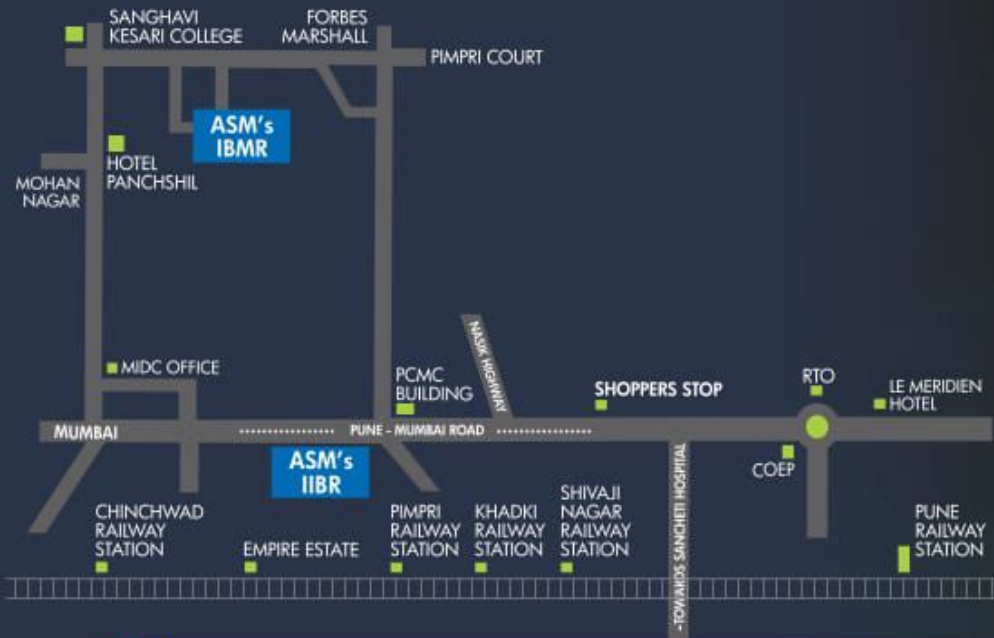 SANGHAVI
KESARI COLLEGE
FORBES
MARSHALL
PIMPRI COURT
ASM's
IBMR
HOTEL
PANCHSHIL
MOHAN
NAGAR
MIDC OFFICE
PCMC
BUILDING
NASIK HIGHWAY
SHOPPERS STOP
RTO
LE MERIDIEN
HOTEL
MUMBAI
PUNE - MUMBAI ROAD
ASM's
IIBR
COEP
-TOWARDS SANCHETI HOSPITAL
CHINCHWAD
RAILWAY
STATION
EMPIRE ESTATE
PIMPRI
RAILWAY
STATION
KHADKI
RAILWAY
STATION
SHIVAJI
NAGAR
RAILWAY
STATION
PUNE
RAILWAY
STATION